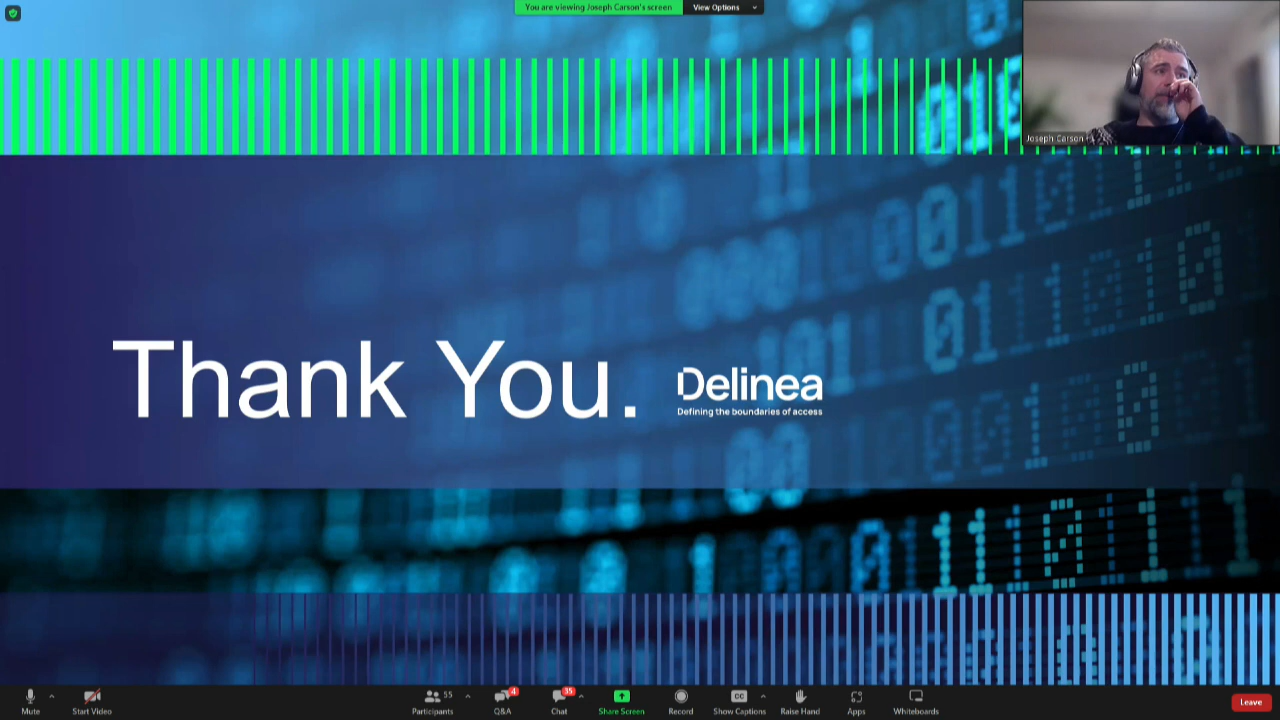 You are viewing Joseph Carson's screen
View Options
Joseph Carson
Thank You.
Delinea
Defining the boundaries of access
Mute
Start Video
Participants
55
Q&A
4
Chat
35
Share Screen
Record
CC
Show Captions
Raise Hand
Apps
Whiteboards
Leave